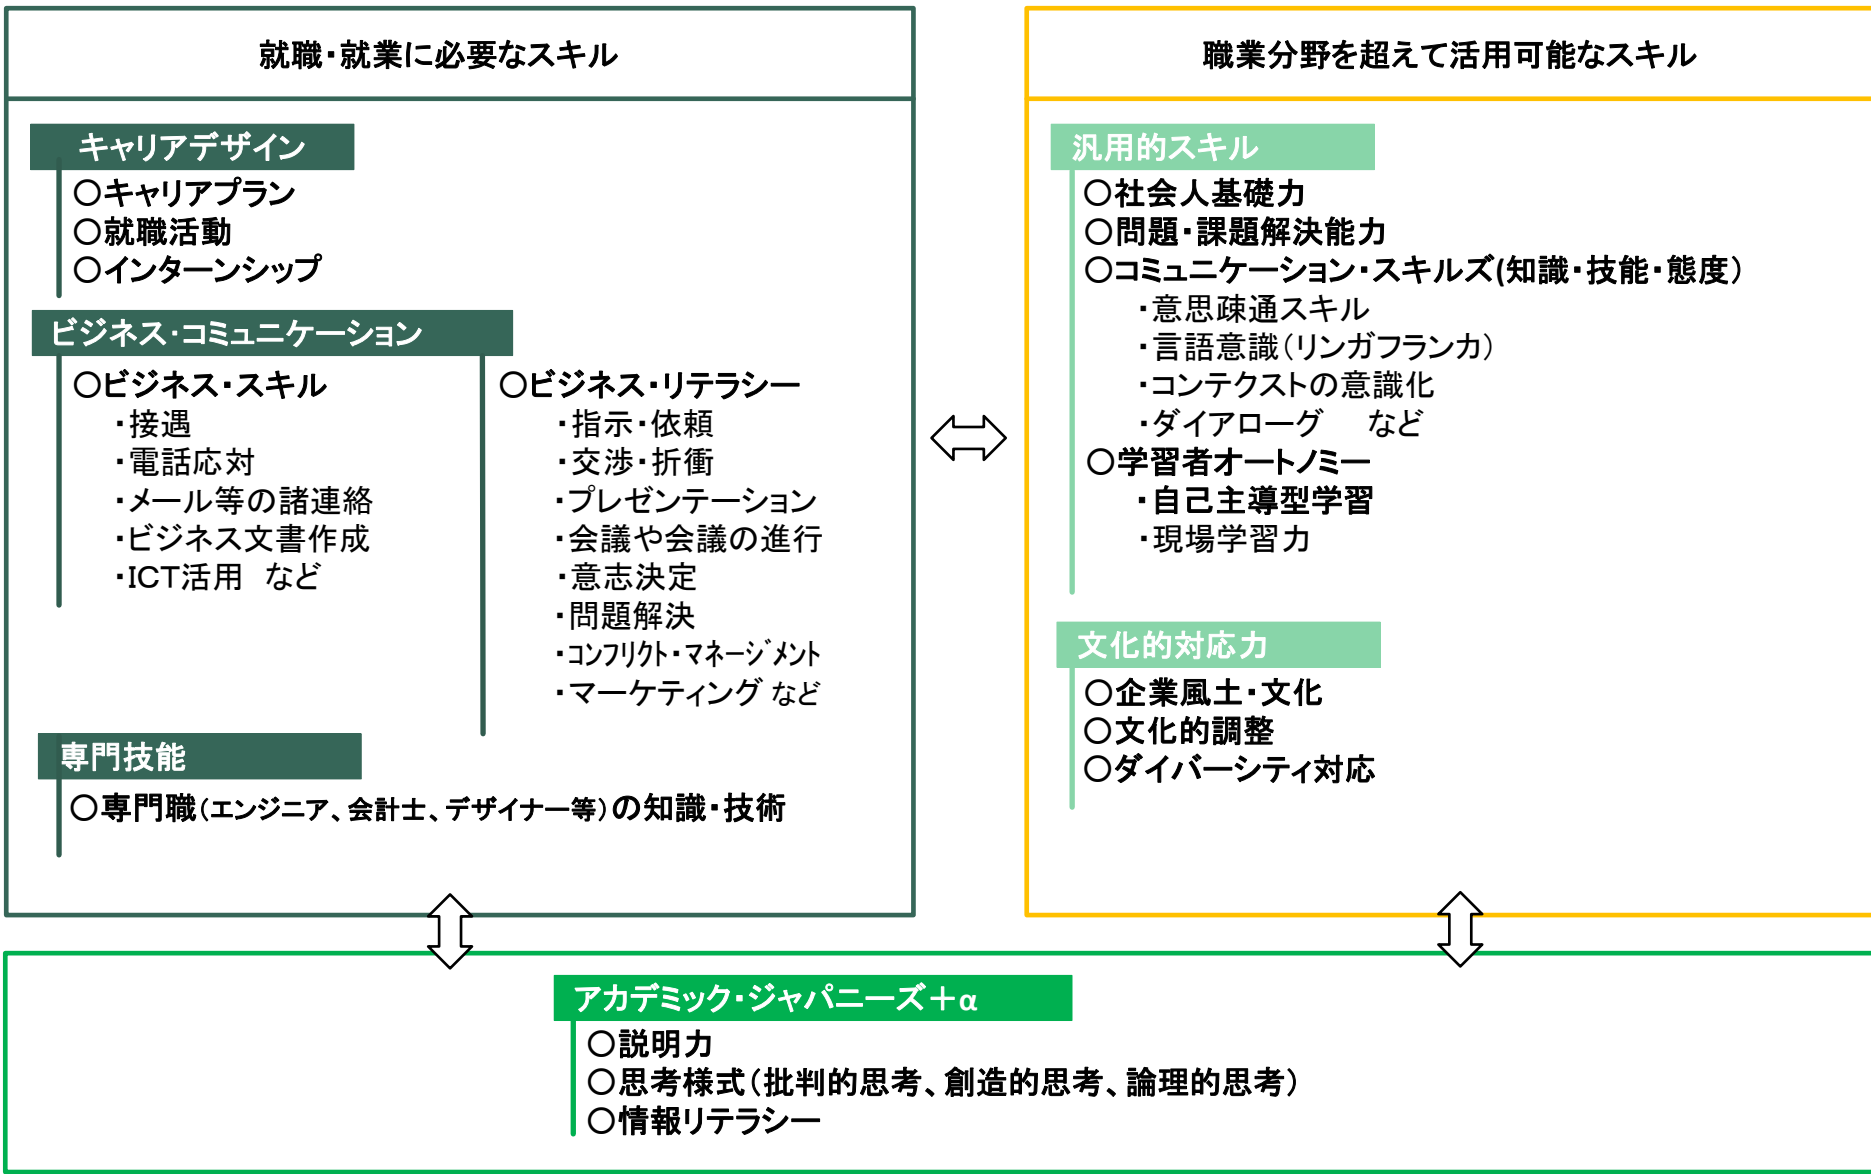 就職・就業に必要なスキル
キャリアデザイン
○キャリアプラン
○就職活動
○インターンシップ
ビジネス・コミュニケーション
○ビジネス・スキル
・接遇
・電話応対
・メール等の諸連絡
・ビジネス文書作成
・ICT活用 など
○ビジネス・リテラシー
・指示・依頼
・交渉・折衝
・プレゼンテーション
・会議や会議の進行
・意志決定
・問題解決
・コンフリクト・マネージメント
・マーケティング など
専門技能
○専門職(エンジニア、会計士、デザイナー等)の知識・技術
職業分野を超えて活用可能なスキル
汎用的スキル
○社会人基礎力
○問題・課題解決能力
○コミュニケーション・スキルズ(知識・技能・態度)
・意思疎通スキル
・言語意識(リンガフランカ)
・コンテクストの意識化
・ダイアローグ など
○学習者オートノミー
・自己主導型学習
・現場学習力
文化的対応力
○企業風土・文化
○文化的調整
○ダイバーシティ対応
アカデミック・ジャパニーズ+α
○説明力
○思考様式(批判的思考、創造的思考、論理的思考)
○情報リテラシー